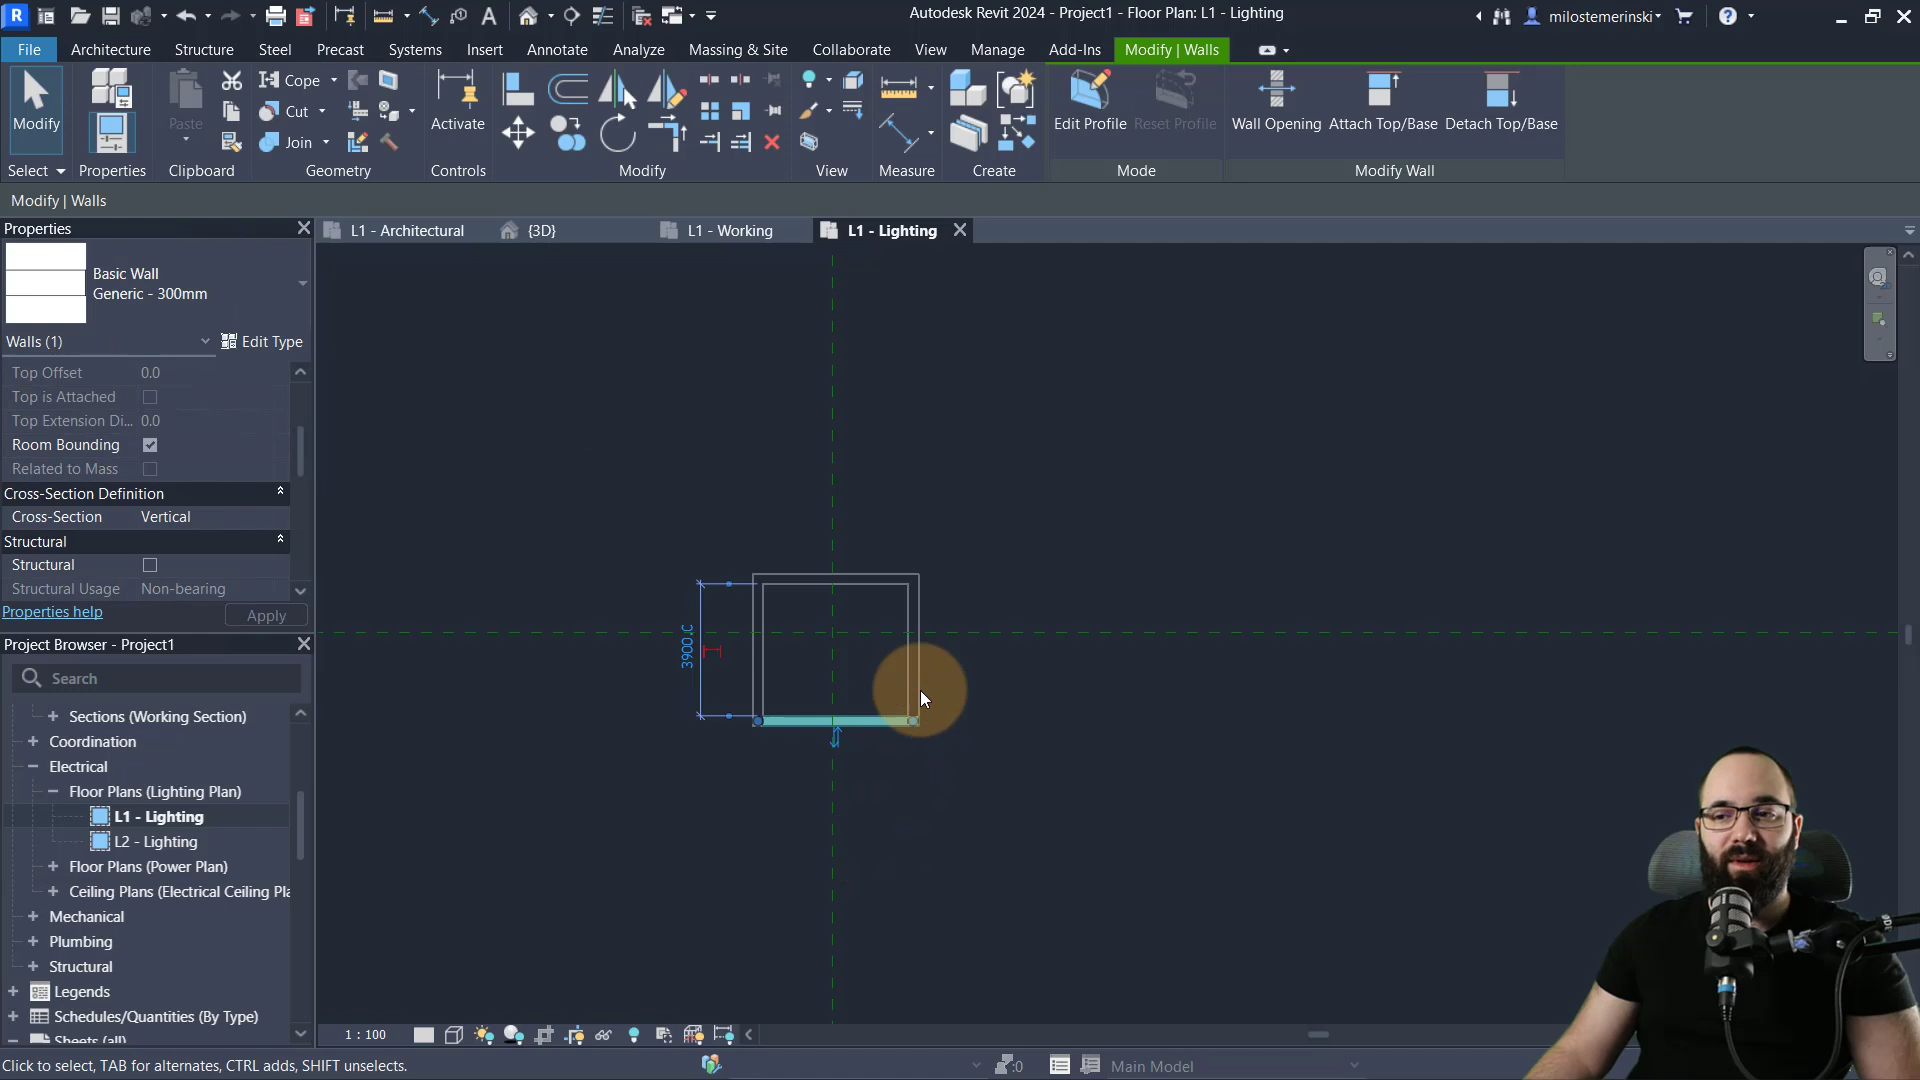 Autodesk Revit 2024 - Project1 - Floor Plan: L1 - Lighting
milostemerinski
File
Architecture
Structure
Steel
Precast
Systems
Insert
Annotate
Analyze
Massing & Site
Collaborate
View
Manage
Add-Ins
Modify | Walls
Modify
Paste
Cope
Cut
Join
Activate
Edit Profile
Reset Profile
Wall Opening
Attach Top/Base
Detach Top/Base
Select
Properties
Clipboard
Geometry
Controls
Modify
View
Measure
Create
Mode
Modify Wall
Modify | Walls
Properties
L1 - Architectural
{3D}
L1 - Working
L1 - Lighting
Basic Wall
Generic - 300mm
Walls (1)
Edit Type
Top Offset 0.0
Top is Attached
Top Extension Di... 0.0
Room Bounding
Related to Mass
Cross-Section Definition
Cross-Section Vertical
Structural
Structural
Structural Usage Non-bearing
Properties help
Apply
Project Browser - Project1
Search
Sections (Working Section)
Coordination
Electrical
Floor Plans (Lighting Plan)
L1 - Lighting
L2 - Lighting
Floor Plans (Power Plan)
Ceiling Plans (Electrical Ceiling Pla
Mechanical
Plumbing
Structural
Legends
Schedules/Quantities (By Type)
Sheets (all)
1 : 100
Click to select, TAB for alternates, CTRL adds, SHIFT unselects.
:0
Main Model